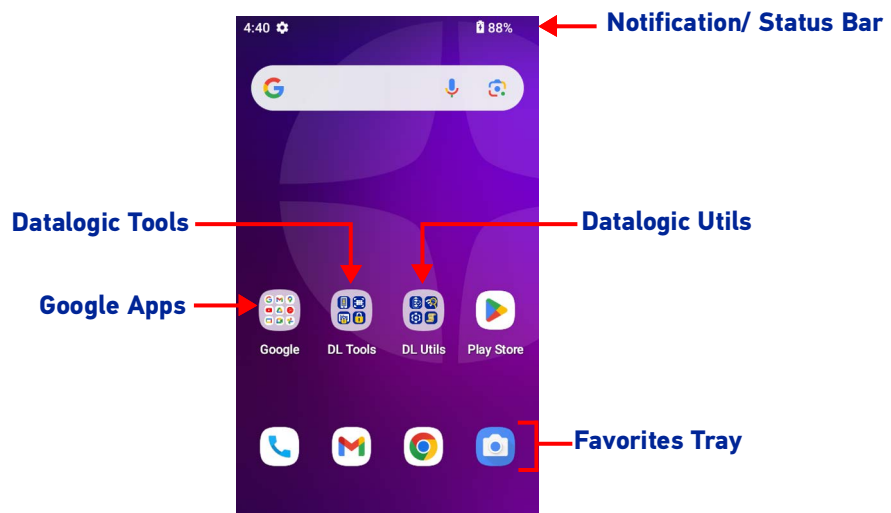 4:40 88% Notification/ Status Bar
Datalogic Tools Datalogic Utils
Google Apps
Google DL Tools DL Utils Play Store
Favorites Tray